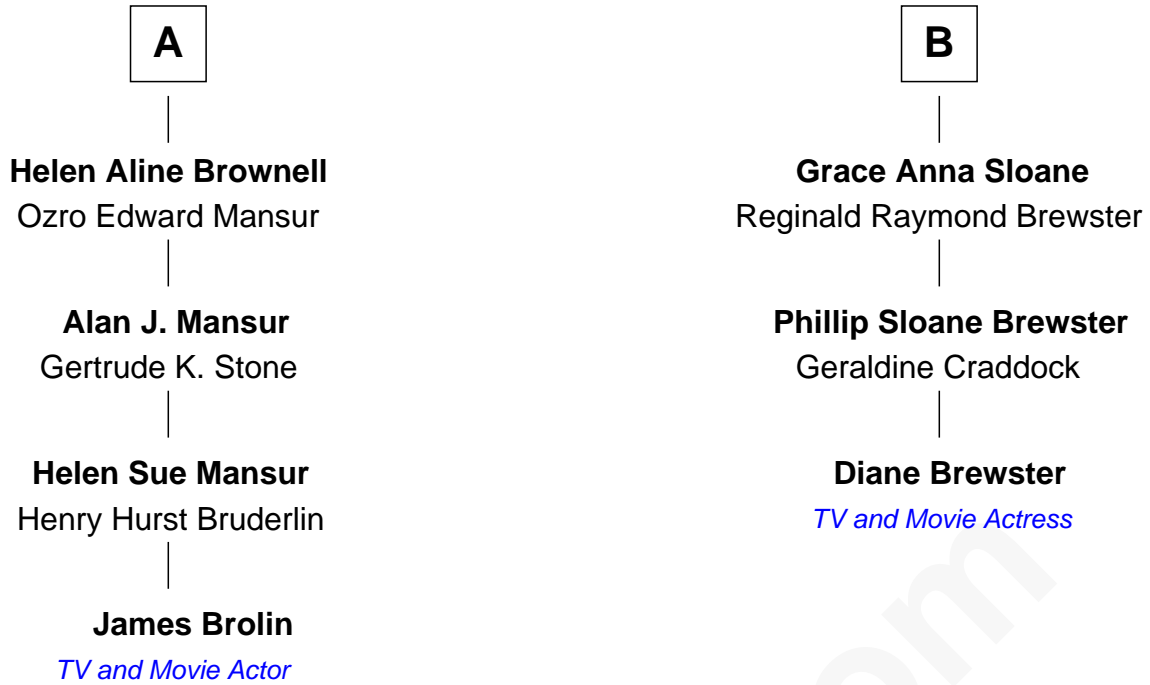 A
Helen Aline Brownell
Ozro Edward Mansur
Alan J. Mansur
Gertrude K. Stone
Helen Sue Mansur
Henry Hurst Bruderlin
James Brolin
TV and Movie Actor
B
Grace Anna Sloane
Reginald Raymond Brewster
Phillip Sloane Brewster
Geraldine Craddock
Diane Brewster
TV and Movie Actress
om